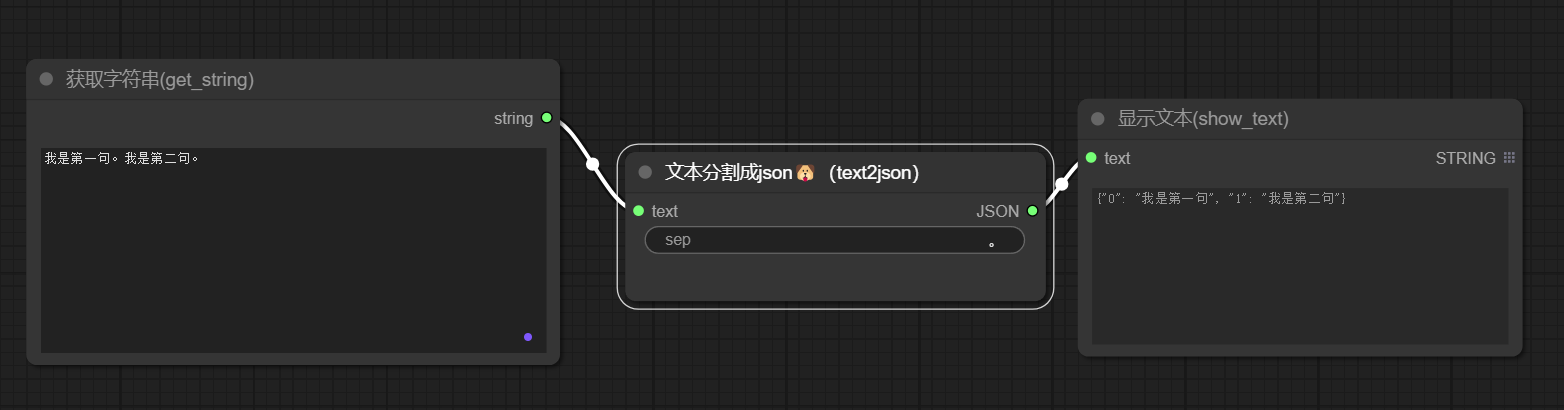 获取字符串(get_string)
string
我是第一句。我是第二句。
文本分割成json🐶（text2json）
text
JSON
sep
。
显示文本(show_text)
text
STRING
{"0": "我是第一句", "1": "我是第二句"}